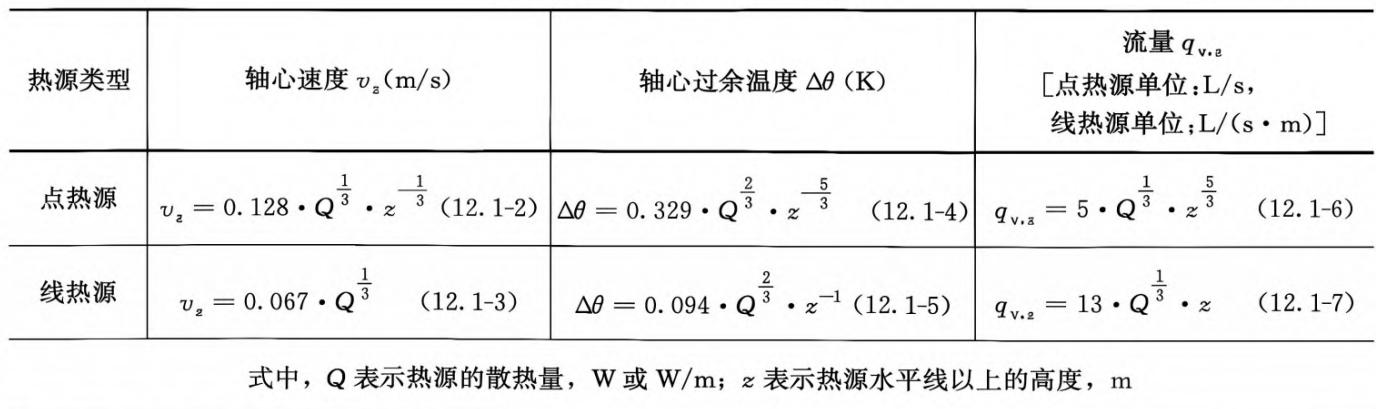 热源类型
轴心速度 v_z(m/s)
轴心过余温度 Δθ (K)
流量 q_{v,z}
[点热源单位:L/s,
线热源单位;L/(s·m)]
点热源
v_z = 0.128·Q^{1/3}·z^{-1/3} (12.1-2)
Δθ = 0.329·Q^{2/3}·z^{-5/3} (12.1-4)
q_{v,z} = 5·Q^{1/3}·z^{5/3} (12.1-6)
线热源
v_z = 0.067·Q^{1/3} (12.1-3)
Δθ = 0.094·Q^{2/3}·z^{-1} (12.1-5)
q_{v,z} = 13·Q^{1/3}·z (12.1-7)
式中，Q 表示热源的散热量，W 或 W/m；z 表示热源水平线以上的高度，m